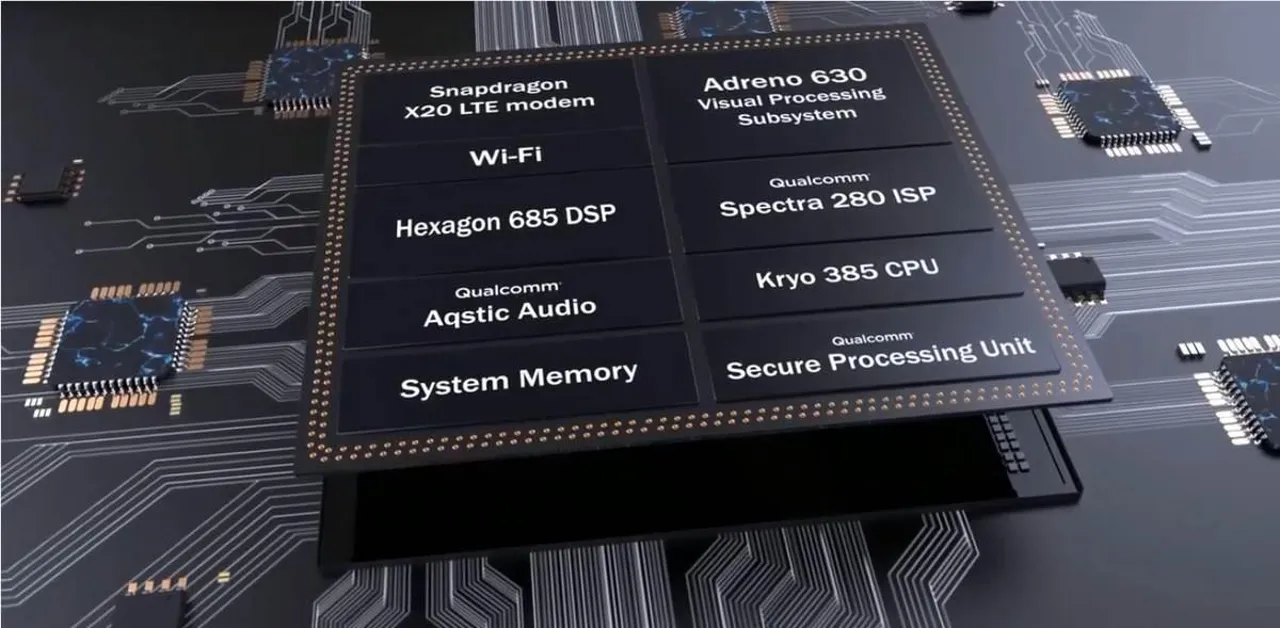 Snapdragon
X20 LTE modem
Wi-Fi
Hexagon 685 DSP
Qualcomm
Aqstic Audio
System Memory
Adreno 630
Visual Processing
Subsystem
Qualcomm
Spectra 280 ISP
Kryo 385 CPU
Qualcomm
Secure Processing Unit